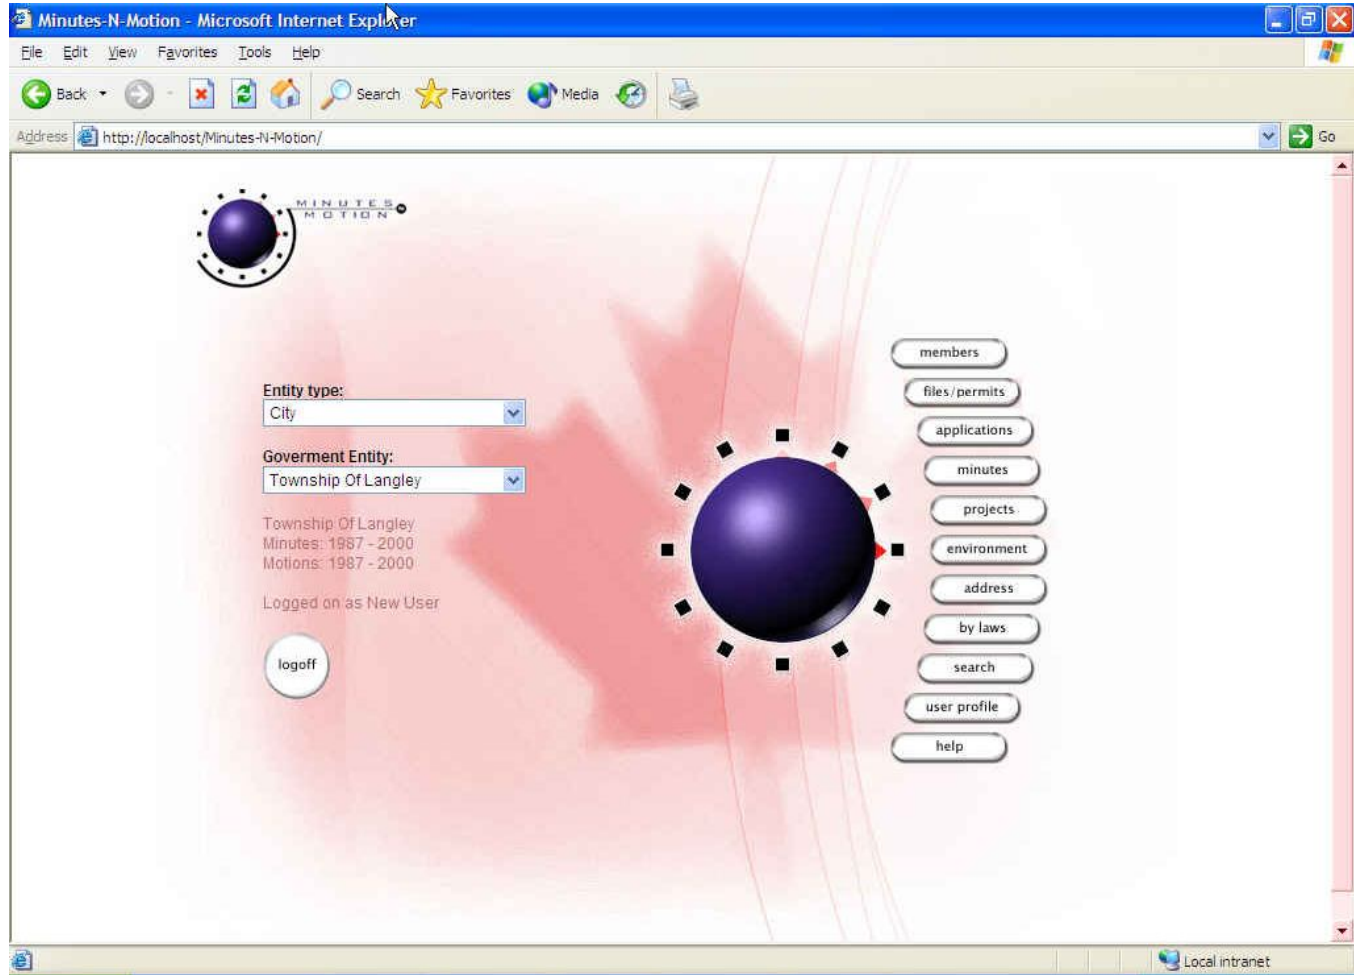 Minutes-N-Motion - Microsoft Internet Explorer
File Edit View Favorites Tools Help
Back Search Favorites Media
Address http://localhost/Minutes-N-Motion/ Go
MINUTES
MOTION
members
files/permits
Entity type:
City
applications
Goverment Entity:
minutes
Township Of Langley
projects
Township Of Langley
Minutes: 1987 - 2000
environment
Motions: 1987 - 2000
address
Logged on as New User
by laws
logoff
search
user profile
help
Local intranet